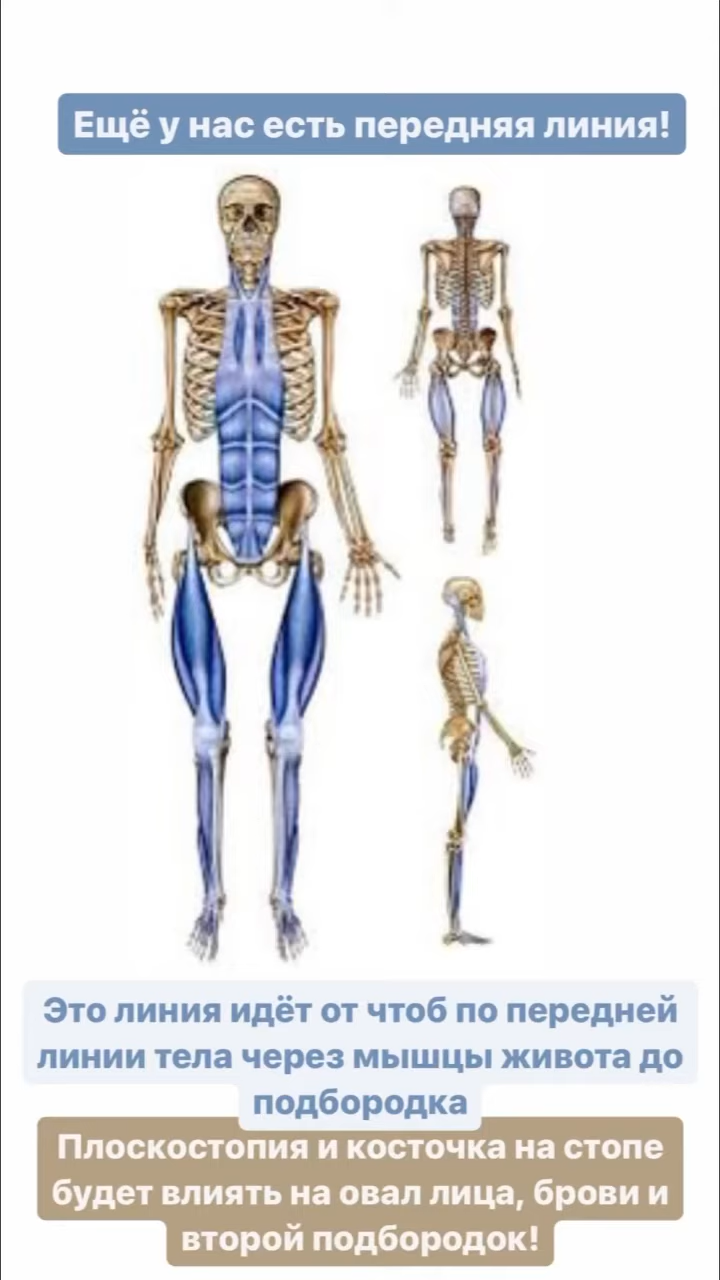 Ещё у нас есть передняя линия!
Это линия идёт от чтоб по передней
линии тела через мышцы живота до
подбородка
Плоскостопия и косточка на стопе
будет влиять на овал лица, брови и
второй подбородок!